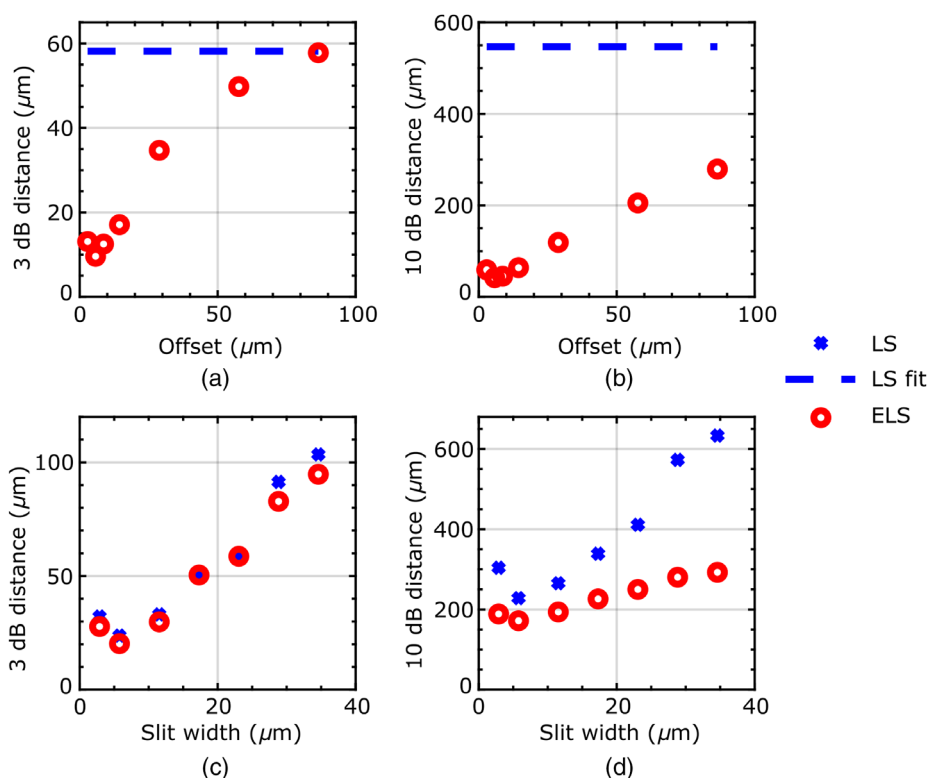 60
40
20
0
3 dB distance (µm)
0 50 100
Offset (µm)
(a)
600
400
200
0
10 dB distance (µm)
0 50 100
Offset (µm)
(b)
LS
LS fit
ELS
100
50
0
3 dB distance (µm)
0 20 40
Slit width (µm)
(c)
600
400
200
0
10 dB distance (µm)
0 20 40
Slit width (µm)
(d)